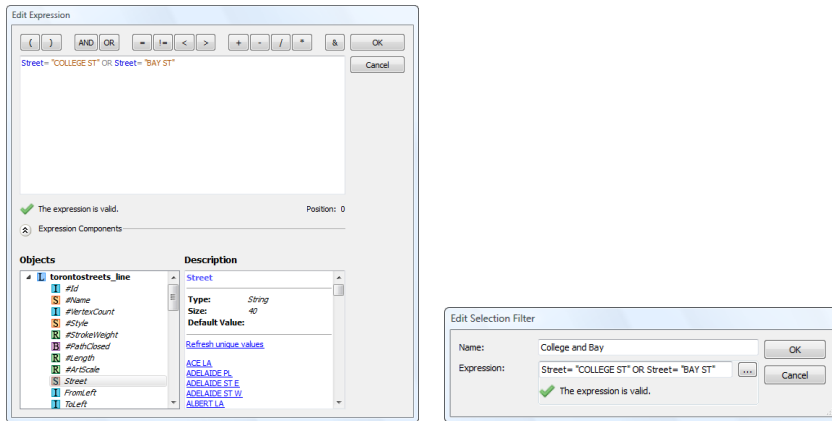 Edit Expression
( ) AND OR = != < > + - / * & OK
Street= "COLLEGE ST" OR Street= "BAY ST"
Cancel
The expression is valid. Position: 0
Expression Components
Objects Description
L torontostreets_line
I #Id
S #Name
I #VertexCount
S #Style
R #StrokeWeight
B #PathClosed
R #Length
R #ArtScale
S Street
I FromLeft
I ToLeft
Street
Type: String
Size: 40
Default Value:
Refresh unique values
ACE LA
ADELAIDE PL
ADELAIDE ST E
ADELAIDE ST W
ALBERT LA
Edit Selection Filter
Name: College and Bay OK
Expression: Street= "COLLEGE ST" OR Street= "BAY ST" ... Cancel
The expression is valid.